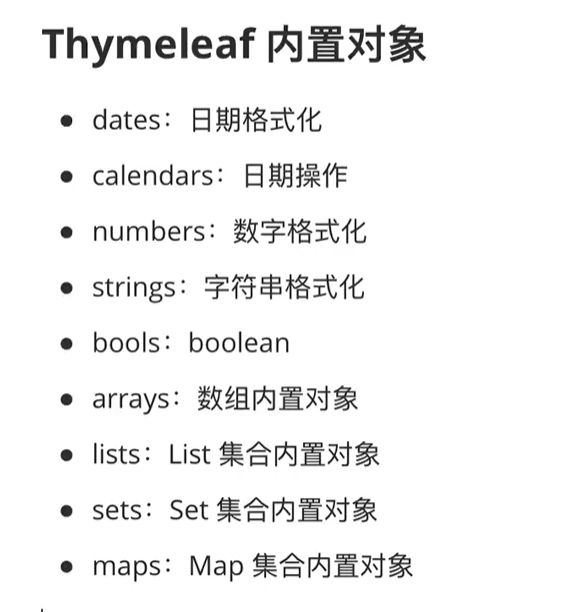 Thymeleaf 内置对象
• dates：日期格式化
• calendars：日期操作
• numbers：数字格式化
• strings：字符串格式化
• bools：boolean
• arrays：数组内置对象
• lists：List 集合内置对象
• sets：Set 集合内置对象
• maps：Map 集合内置对象